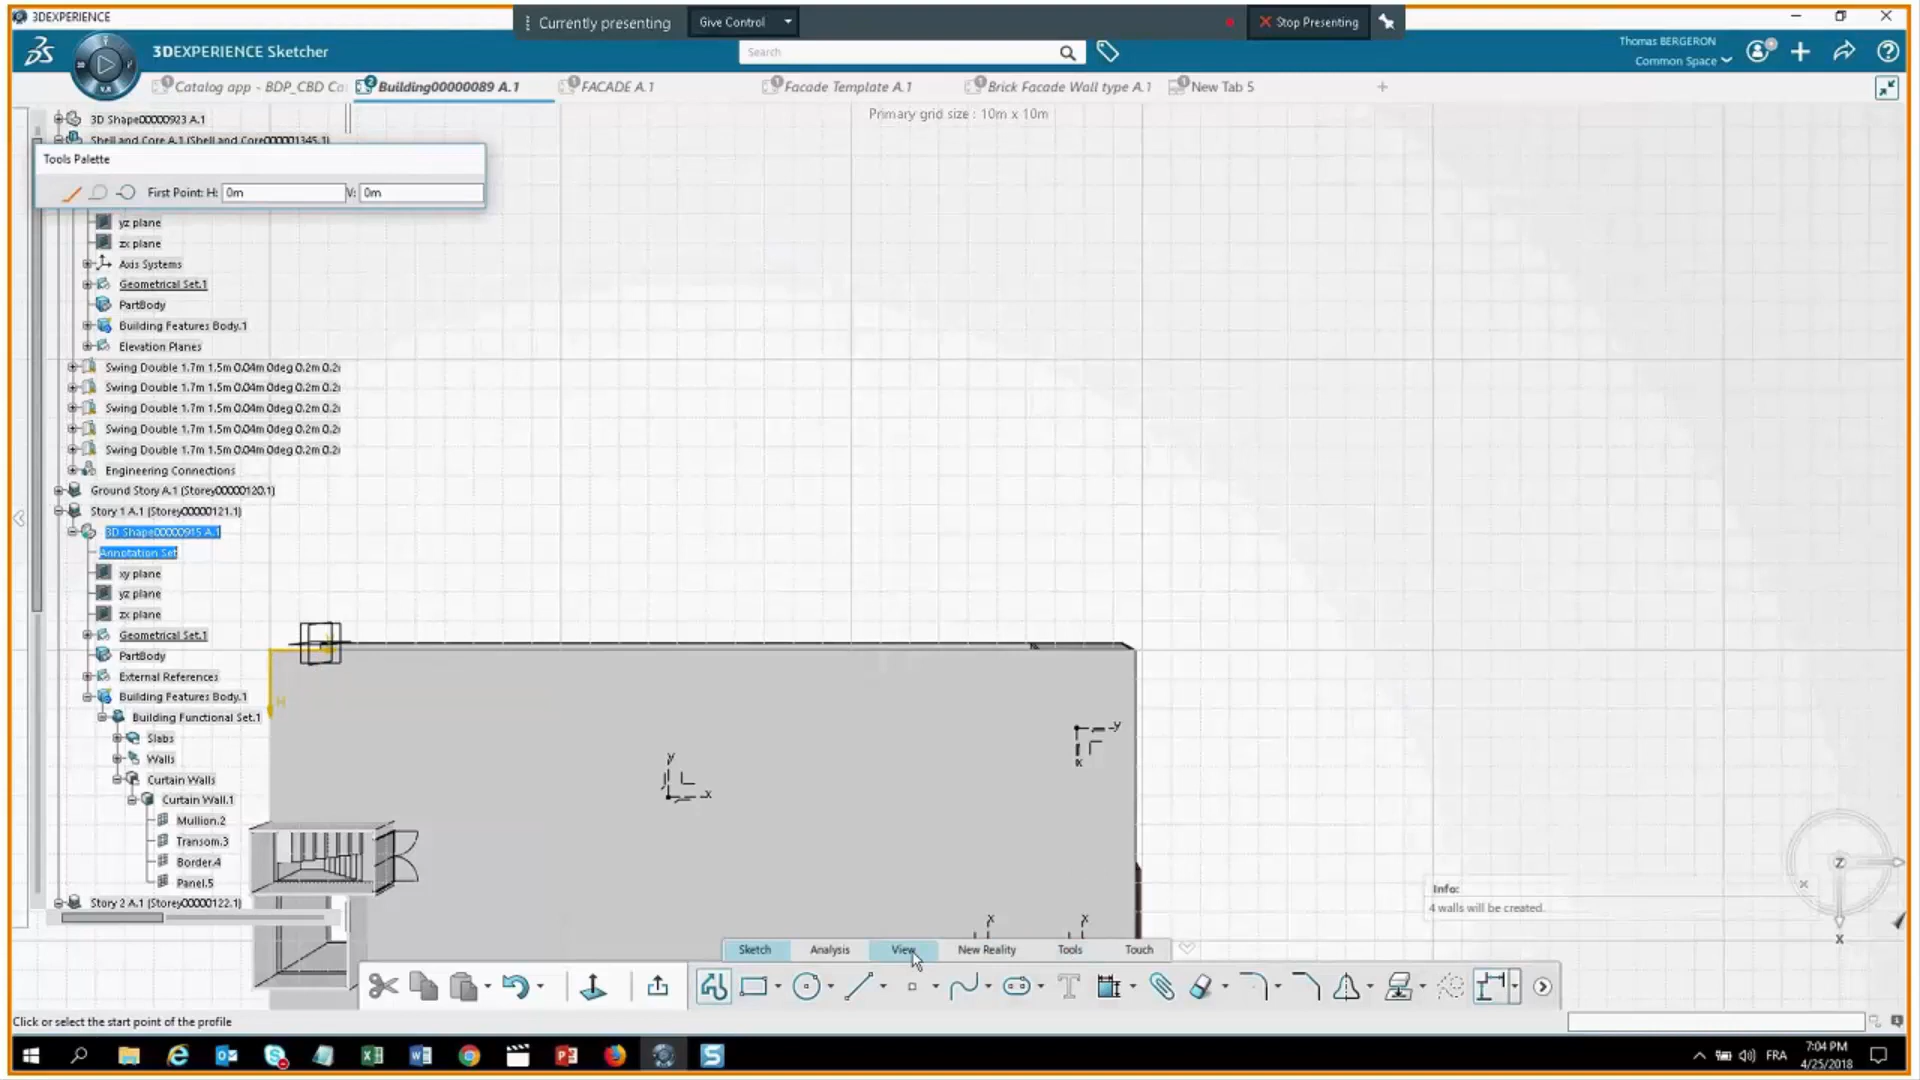 3DEXPERIENCE
Currently presenting
Give Control
Stop Presenting
3DEXPERIENCE Sketcher
Search
Thomas BERGERON
Common Space
Catalog app - BDP_CBD Ca
Building00000089 A.1
FACADE A.1
Facade Template A.1
Brick Facade Wall type A.1
New Tab 5
Primary grid size : 10m x 10m
3D Shape00000923 A.1
Shell and Core A.1 (Shell and Core00001345.1)
Tools Palette
First Point: H: 0m V: 0m
yz plane
zx plane
Axis Systems
Geometrical Set.1
PartBody
Building Features Body.1
Elevation Planes
Swing Double 1.7m 1.5m 0.04m 0deg 0.2m 0.2
Swing Double 1.7m 1.5m 0.04m 0deg 0.2m 0.2
Swing Double 1.7m 1.5m 0.04m 0deg 0.2m 0.2
Swing Double 1.7m 1.5m 0.04m 0deg 0.2m 0.2
Swing Double 1.7m 1.5m 0.04m 0deg 0.2m 0.2
Engineering Connections
Ground Story A.1 (Storey00000120.1)
Story 1 A.1 (Storey00000121.1)
3D Shape00000915 A.1
Annotation Set
xy plane
yz plane
zx plane
Geometrical Set.1
PartBody
External References
Building Features Body.1
Building Functional Set.1
Slabs
Walls
Curtain Walls
Curtain Wall.1
Mullion.2
Transom.3
Border.4
Panel.5
Story 2 A.1 (Storey00000122.1)
H
y
x
y
x
x
x
Z
x
Info:
4 walls will be created.
Sketch
Analysis
View
New Reality
Tools
Touch
Click or select the start point of the profile
FRA
7:04 PM
4/25/2018